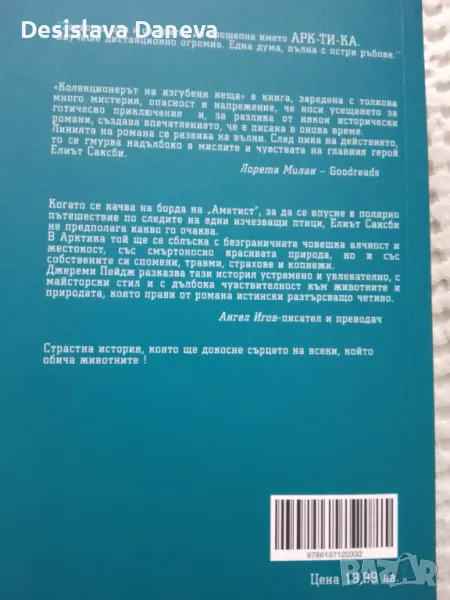 Desislava Daneva
прошепна името АРК-ТИ-КА.
Звучеше дистанционно огромна. Една дума, пълна с остри ръбове."
„Колекционерът на изгубени неща" е книга, заредена с толкова
много мистерия, опасност и напрежение, че носи усещането за
готическо приключение и, за разлика от някои исторически
романи, създава впечатлението, че е писана в онова време.
Линията на романа се развива на вълни. След пика на действието,
то се гмурва надълбоко в мислите и чувствата на главния герой
Елиът Саксби.
Лорета Милан – Goodreads
Когато се качва на борда на „Аметист", за да се впусне в полярно
пътешествие по следите на едни изчезващи птици, Елиът Саксби
не предполага какво го очаква.
В Арктика той ще се сблъска с безграничната човешка алчност и
жестокост, със смъртоносно красивата природа, но и със
собствените си спомени, травми, страхове и копнежи.
Джереми Пейдж разказва тази история устремено и увлекателно, с
майсторски стил и с дълбока чувствителност към животните и
природата, която прави от романа истински разтърсващо четиво.
Ангел Игов-писател и преводач
Страстна история, която ще докосне сърцето на всеки, който
обича животните !
9786197120332
Цена 19,99 лв.
BAZAR